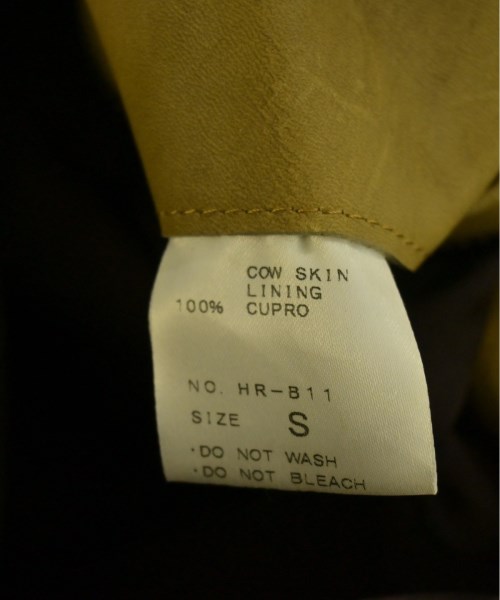 COW SKIN
LINING
100% CUPRO
NO. HR-B11
SIZE S
・DO NOT WASH
・DO NOT BLEACH